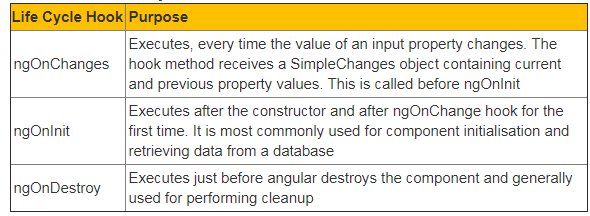 Life Cycle Hook Purpose
Executes, every time the value of an input property changes. The
ngOnChanges hook method receives a SimpleChanges object containing current
and previous property values. This is called before ngOnInit
Executes after the constructor and after ngOnChange hook for the
ngOnInit first time. It is most commonly used for component initialisation and
retrieving data from a database
ngOnDestroy Executes just before angular destroys the component and generally
used for performing cleanup